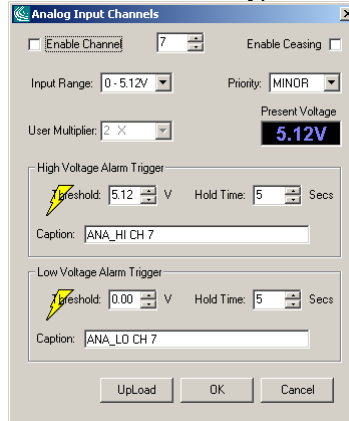 Analog Input Channels
Enable Channel 7 Enable Ceasing
Input Range: 0 - 5.12V Priority: MINOR
Present Voltage
User Multiplier: 2 X 5.12V
High Voltage Alarm Trigger
Threshold: 5.12 V Hold Time: 5 Secs
Caption: ANA_HI CH 7
Low Voltage Alarm Trigger
Threshold: 0.00 V Hold Time: 5 Secs
Caption: ANA_LO CH 7
UpLoad OK Cancel